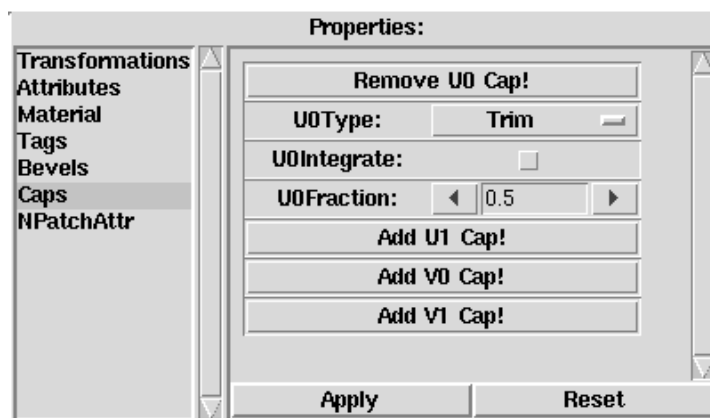 Properties:
Transformations
Attributes
Material
Tags
Bevels
Caps
NPatchAttr
Remove U0 Cap!
U0Type: Trim
U0Integrate:
U0Fraction: 0.5
Add U1 Cap!
Add V0 Cap!
Add V1 Cap!
Apply Reset